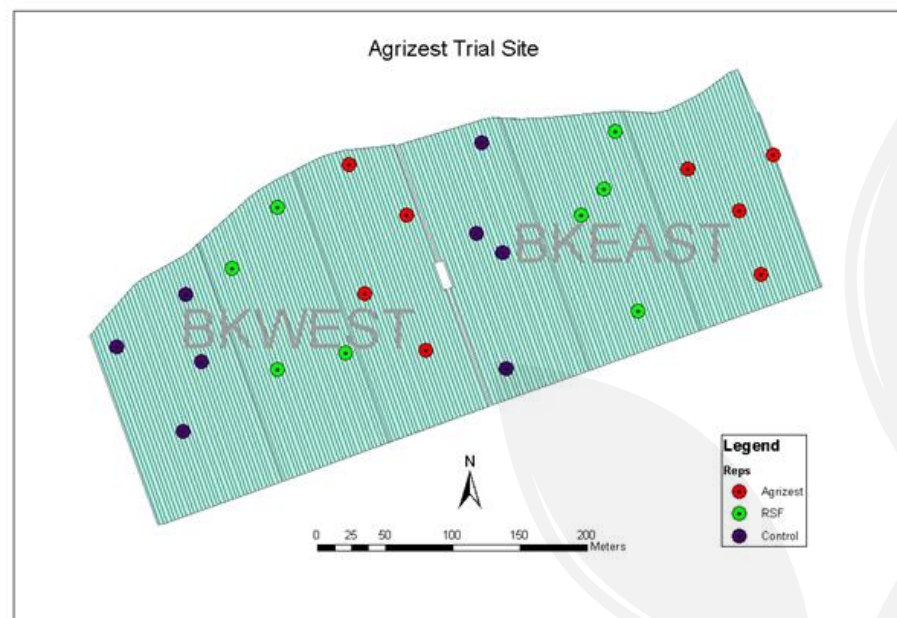 Agrizest Trial Site
BKEAST
BKWEST
Legend
Reps
Agrizest
RSF
Control
N
0 25 50 100 150 200
Meters